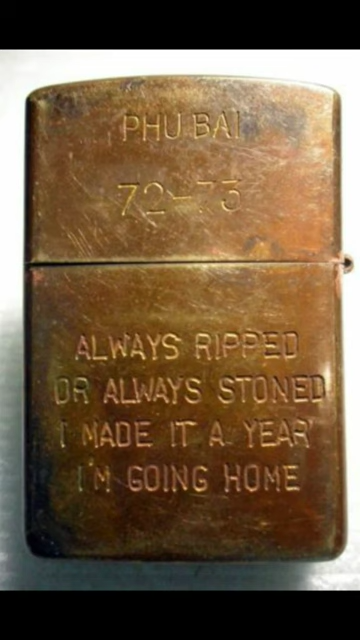 PHU BAI
72-73
ALWAYS RIPPED
OR ALWAYS STONED
I MADE IT A YEAR
I'M GOING HOME